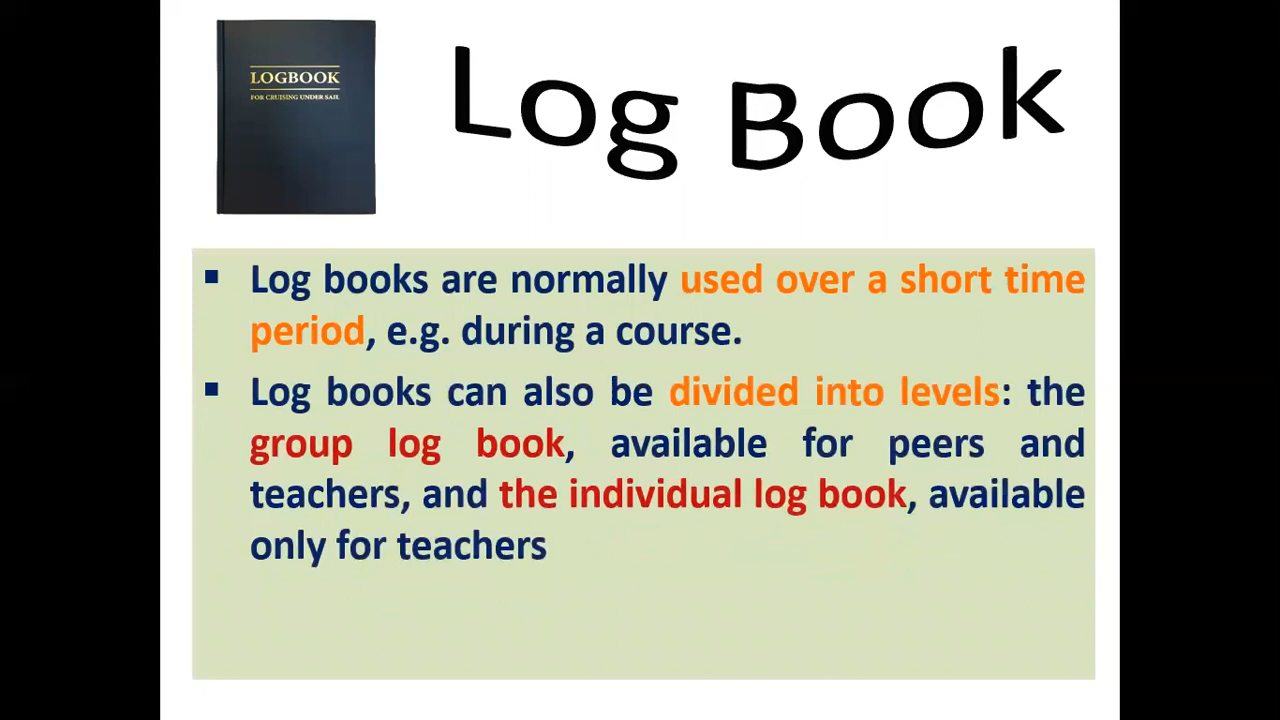 LOGBOOK
FOR CRUISING UNDER SAIL
Log Book
▪ Log books are normally used over a short time
period, e.g. during a course.
▪ Log books can also be divided into levels: the
group log book, available for peers and
teachers, and the individual log book, available
only for teachers